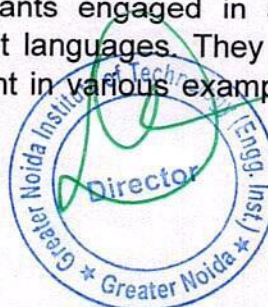 ants engaged in
t languages. They
nt in various examp
Greater Noida Institute of Technology (Engg. Inst.)
Director
★ Greater Noida ★